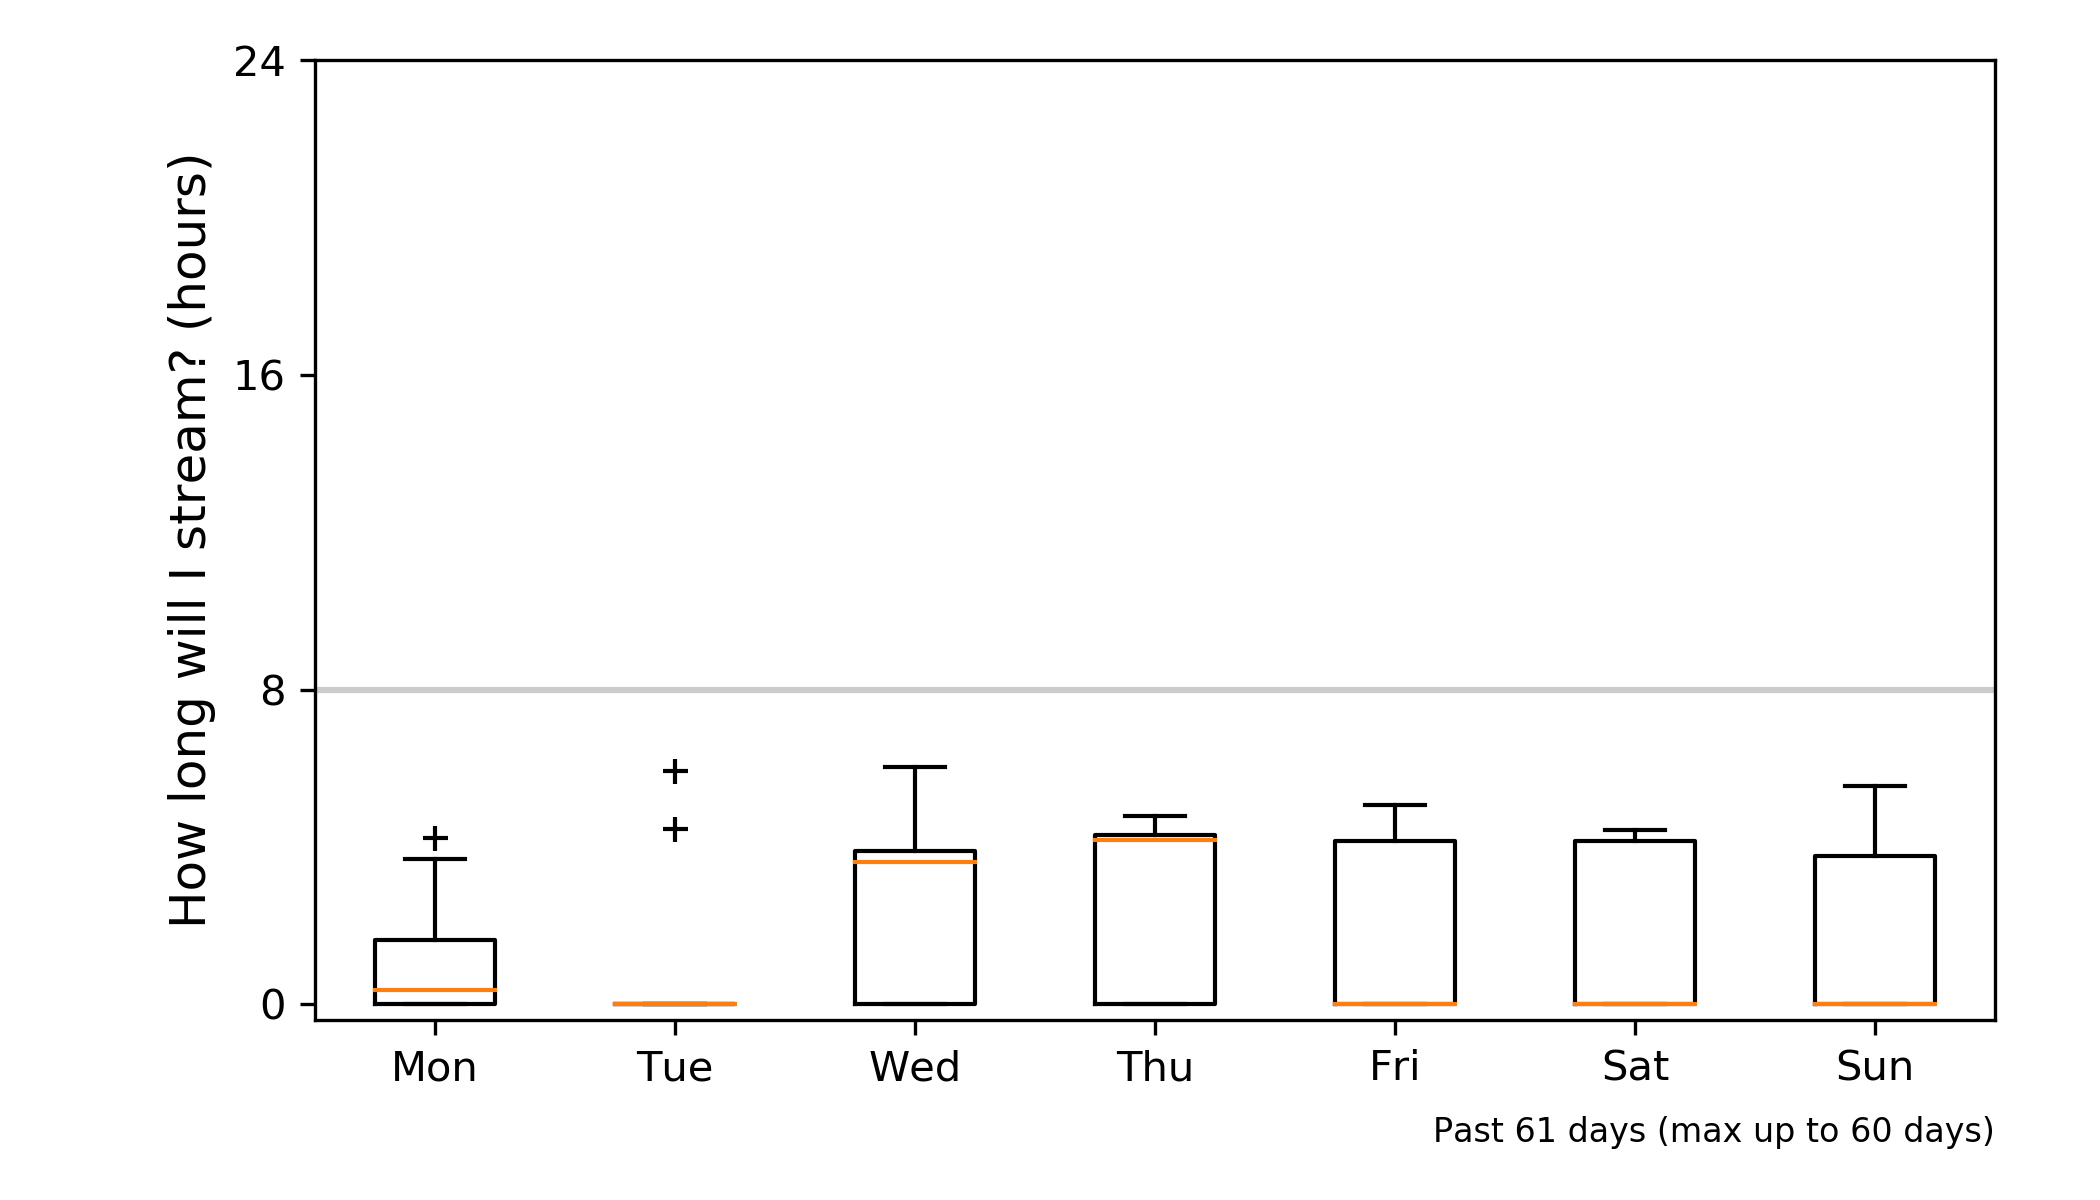 How long will I stream? (hours)
24
16
8
0
Mon Tue Wed Thu Fri Sat Sun
Past 61 days (max up to 60 days)